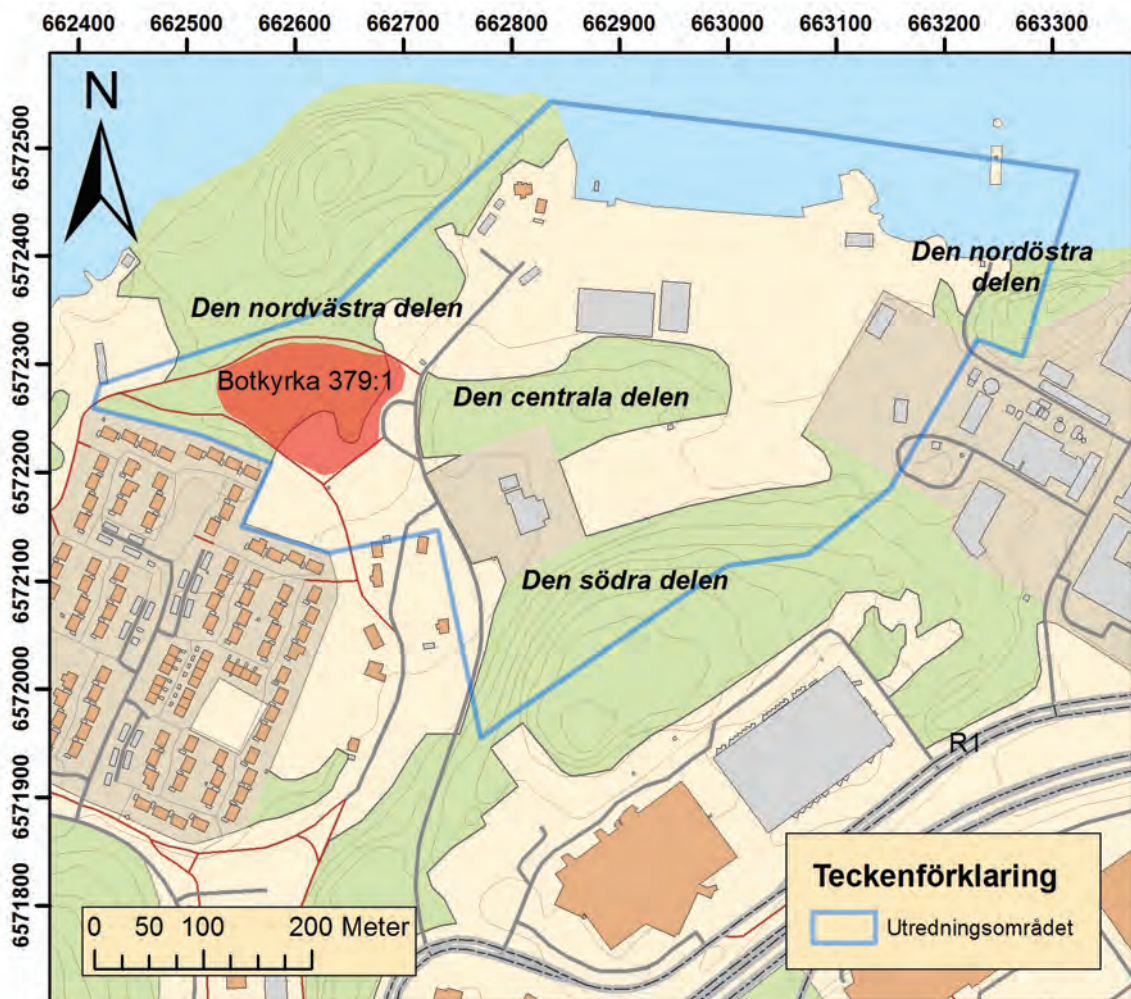 662400 662500 662600 662700 662800 662900 663000 663100 663200 663300
6572500
6572400
6572300
6572200
6572100
6572000
6571900
6571800
N
Den nordöstra
delen
Den nordvästra delen
Botkyrka 379:1
Den centrala delen
Den södra delen
R1
Teckenförklaring
Utredningsområdet
0 50 100 200 Meter